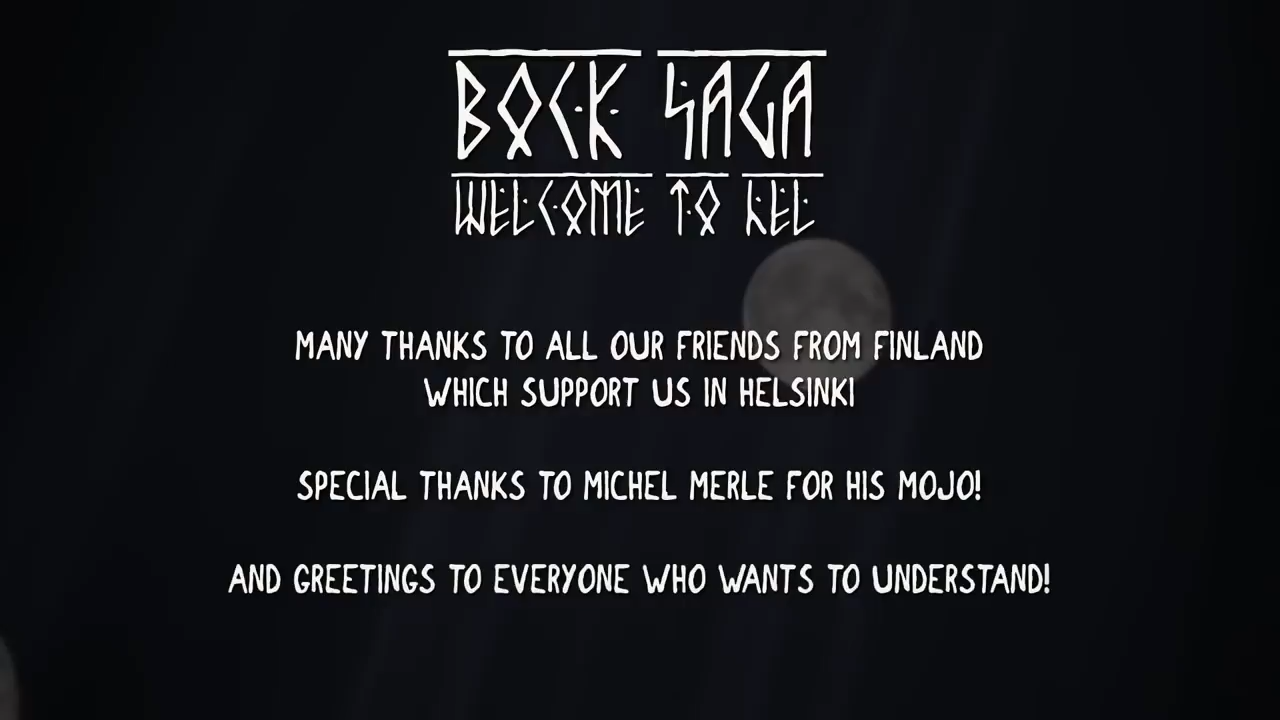 BOCK SAGA
WELCOME TO HEL
MANY THANKS TO ALL OUR FRIENDS FROM FINLAND
WHICH SUPPORT US IN HELSINKI
SPECIAL THANKS TO MICHEL MERLE FOR HIS MOJO!
AND GREETINGS TO EVERYONE WHO WANTS TO UNDERSTAND!